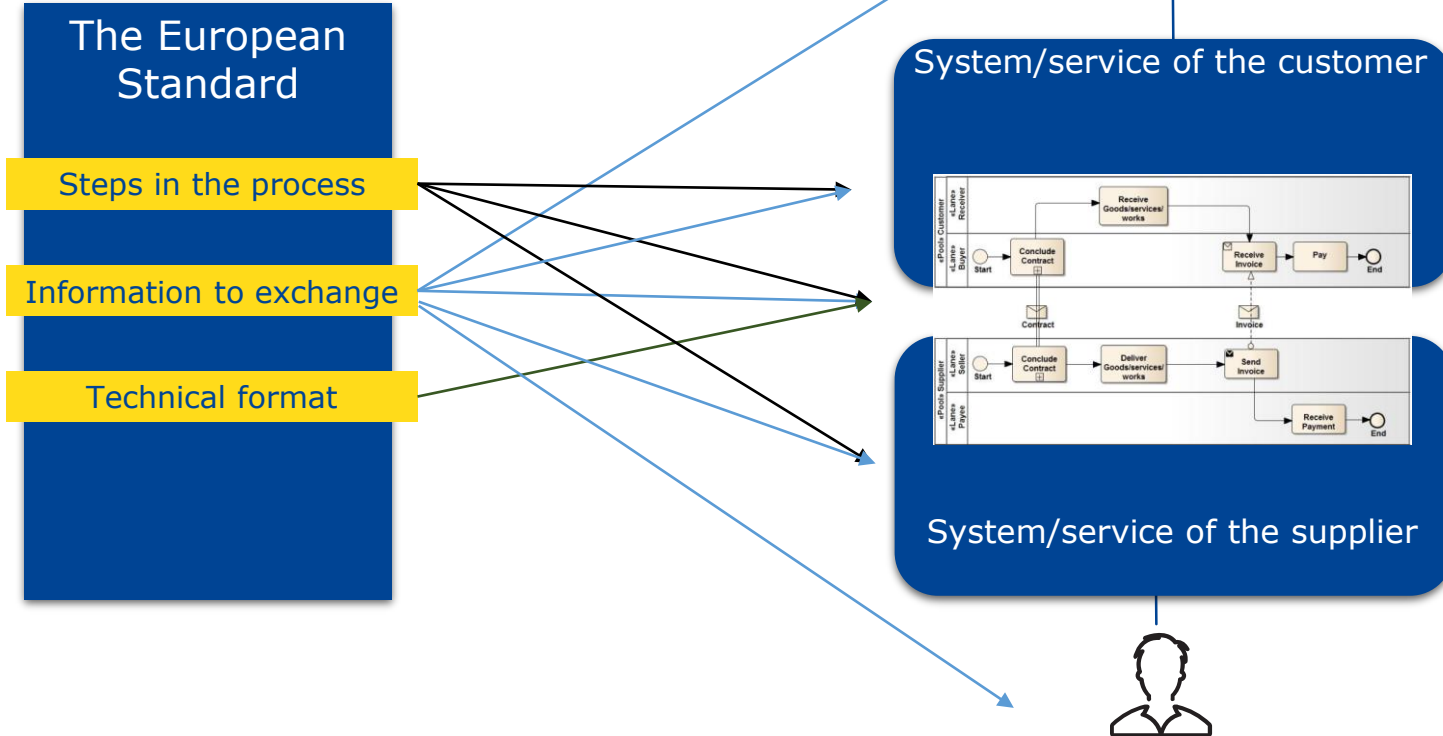 The European
Standard
Steps in the process
Information to exchange
Technical format
System/service of the customer
«Pool» Customer
«Lane»
Receiver
Receive
Goods/services/
works
«Lane»
Buyer
Start
Conclude
Contract
Receive
Invoice
Pay
End
Contract
Invoice
«Pool» Supplier
«Lane»
Seller
Start
Conclude
Contract
Deliver
Goods/services/
works
Send
Invoice
«Lane»
Payee
Receive
Payment
End
System/service of the supplier